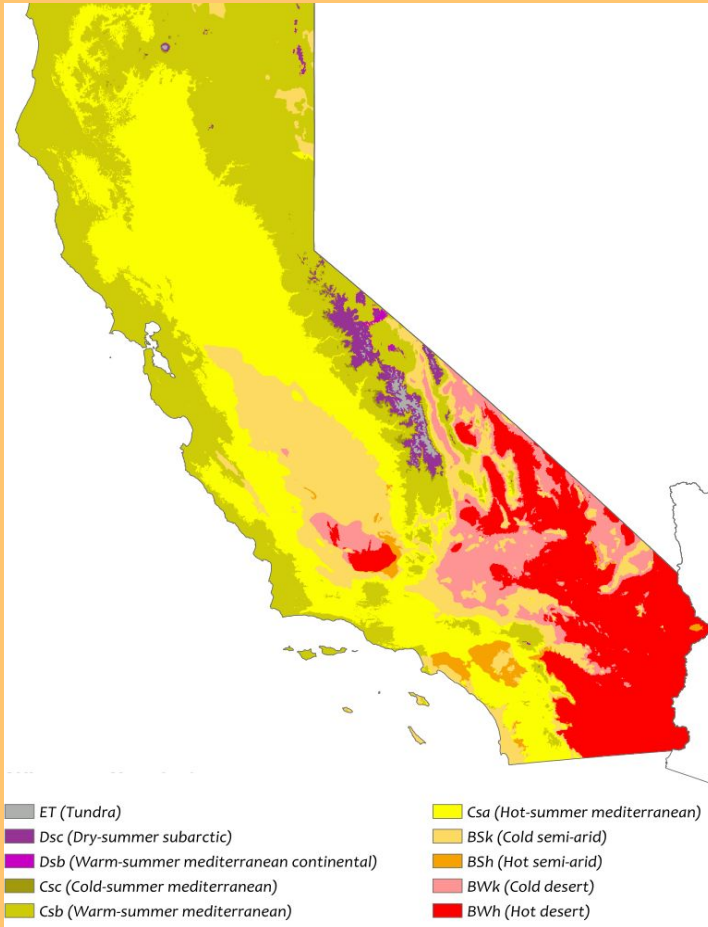 ET (Tundra)
Dsc (Dry-summer subarctic)
Dsb (Warm-summer mediterranean continental)
Csc (Cold-summer mediterranean)
Csb (Warm-summer mediterranean)
Csa (Hot-summer mediterranean)
BSk (Cold semi-arid)
BSh (Hot semi-arid)
BWk (Cold desert)
BWh (Hot desert)